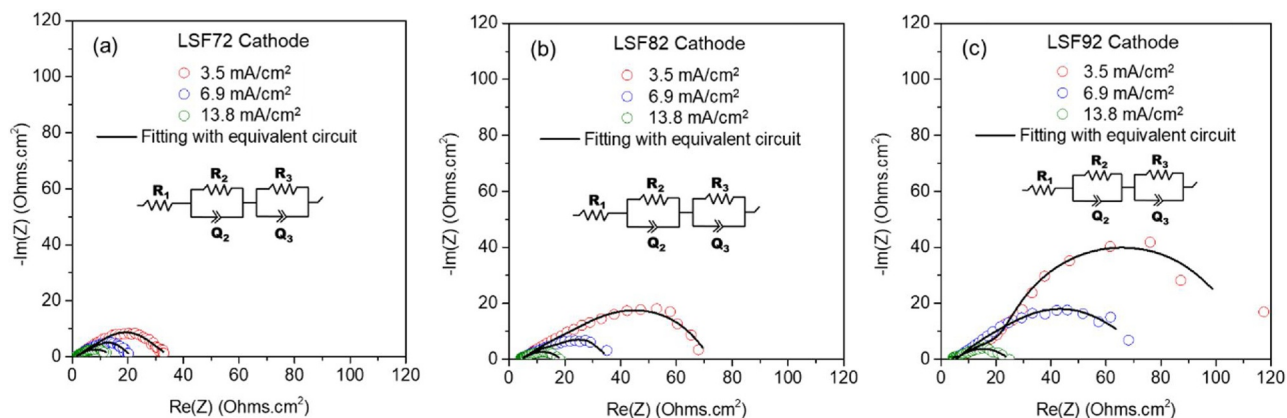 (a)
LSF72 Cathode
3.5 mA/cm²
6.9 mA/cm²
13.8 mA/cm²
Fitting with equivalent circuit
R₁
R₂
R₃
Q₂
Q₃
-Im(Z) (Ohms.cm²)
120
100
80
60
40
20
0
0 20 40 60 80 100 120
Re(Z) (Ohms.cm²)
(b)
LSF82 Cathode
3.5 mA/cm²
6.9 mA/cm²
13.8 mA/cm²
Fitting with equivalent circuit
R₁
R₂
R₃
Q₂
Q₃
-Im(Z) (Ohms.cm²)
120
100
80
60
40
20
0
0 20 40 60 80 100 120
Re(Z) (Ohms.cm²)
(c)
LSF92 Cathode
3.5 mA/cm²
6.9 mA/cm²
13.8 mA/cm²
Fitting with equivalent circuit
R₁
R₂
R₃
Q₂
Q₃
-Im(Z) (Ohms.cm²)
120
100
80
60
40
20
0
0 20 40 60 80 100 120
Re(Z) (Ohms.cm²)